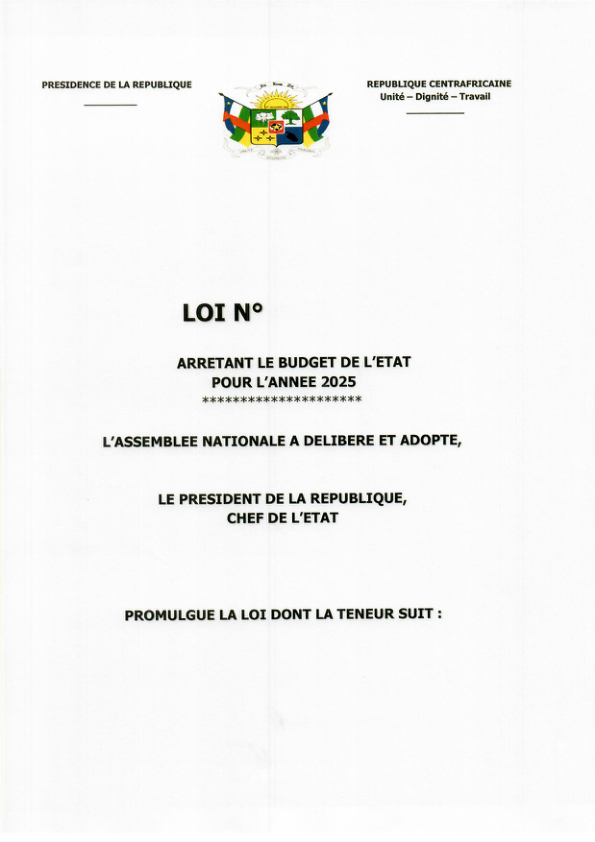 PRESIDENCE DE LA REPUBLIQUE
REPUBLIQUE CENTRAFRICAINE
Unité – Dignité – Travail
LOI N°
ARRETANT LE BUDGET DE L'ETAT
POUR L'ANNEE 2025
*********************
L'ASSEMBLEE NATIONALE A DELIBERE ET ADOPTE,
LE PRESIDENT DE LA REPUBLIQUE,
CHEF DE L'ETAT
PROMULGUE LA LOI DONT LA TENEUR SUIT :